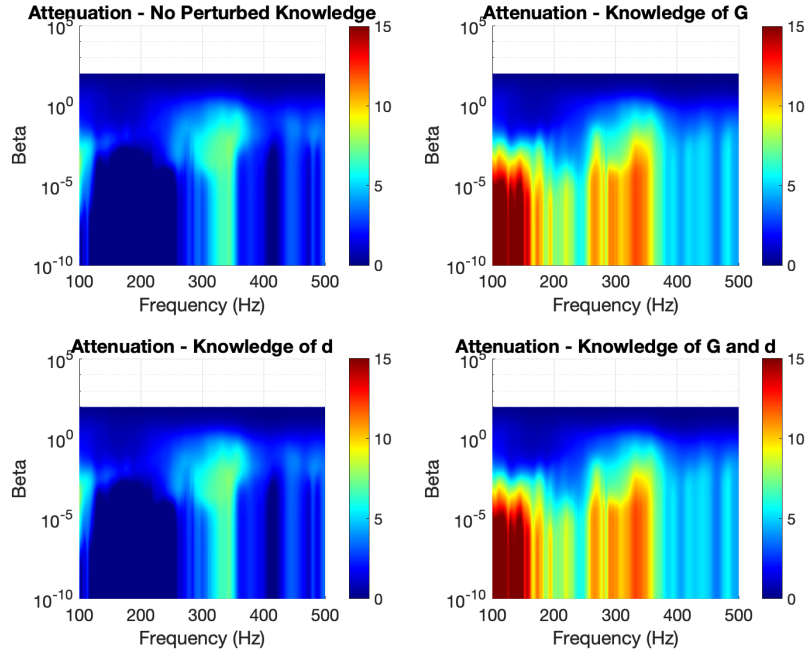 Attenuation - No Perturbed Knowledge
10^5
10^0
10^-5
10^-10
Beta
100 200 300 400 500
Frequency (Hz)
15
10
5
0
Attenuation - Knowledge of G
10^5
10^0
10^-5
10^-10
Beta
100 200 300 400 500
Frequency (Hz)
15
10
5
0
Attenuation - Knowledge of d
10^5
10^0
10^-5
10^-10
Beta
100 200 300 400 500
Frequency (Hz)
15
10
5
0
Attenuation - Knowledge of G and d
10^5
10^0
10^-5
10^-10
Beta
100 200 300 400 500
Frequency (Hz)
15
10
5
0